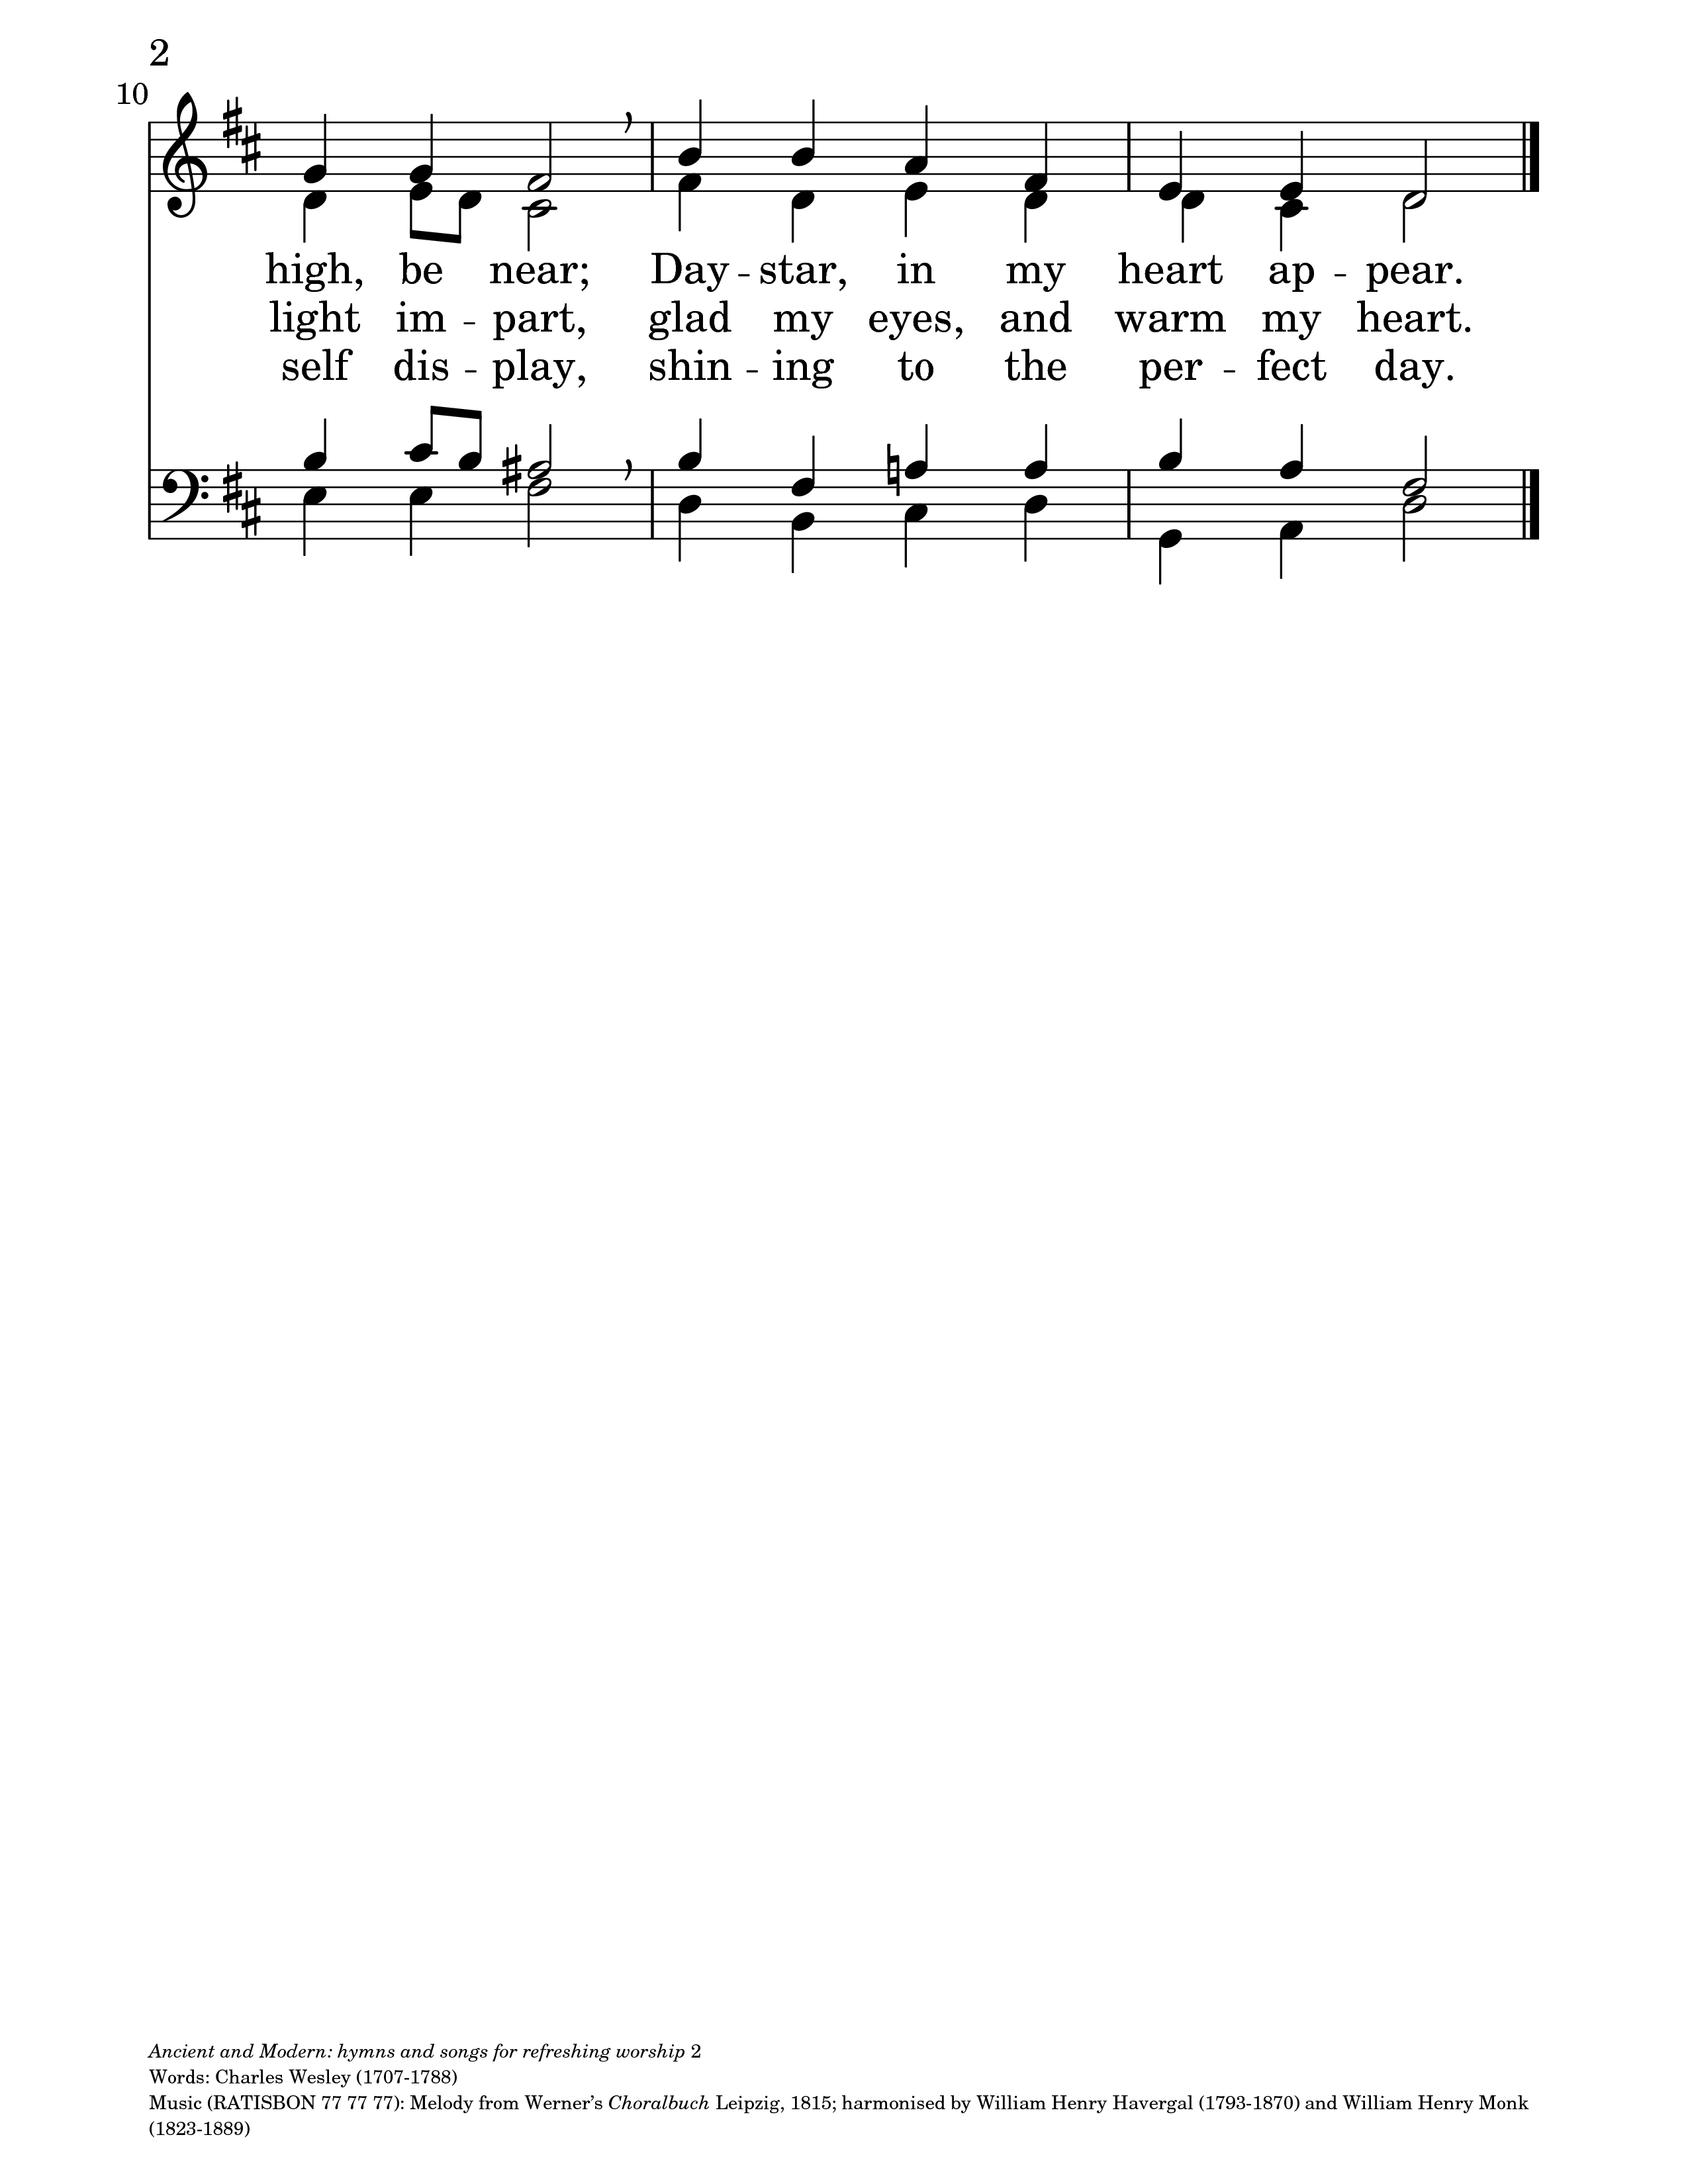 2
10
high, be near; Day -- star, in my heart ap -- pear.
light im -- part, glad my eyes, and warm my heart.
self dis -- play, shin -- ing to the per -- fect day.
Ancient and Modern: hymns and songs for refreshing worship 2
Words: Charles Wesley (1707-1788)
Music (RATISBON 77 77 77): Melody from Werner’s Choralbuch Leipzig, 1815; harmonised by William Henry Havergal (1793-1870) and William Henry Monk
(1823-1889)